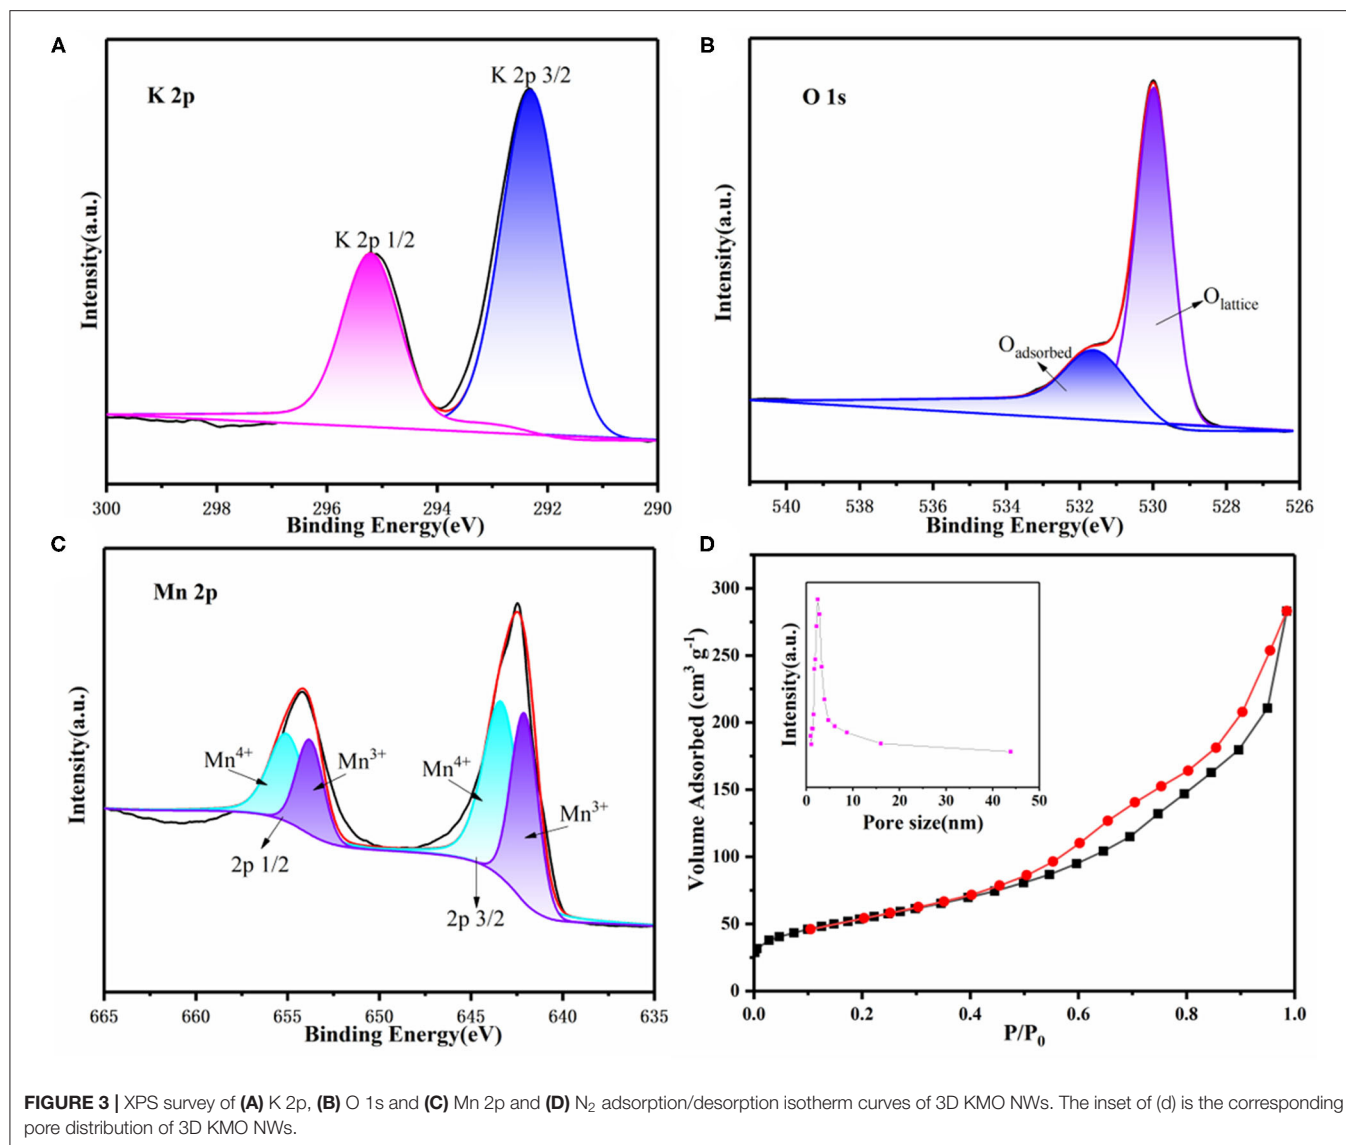 A
K 2p
K 2p 3/2
K 2p 1/2
Intensity(a.u.)
300 298 296 294 292 290
Binding Energy(eV)
B
O 1s
O_lattice
O_adsorbed
Intensity(a.u.)
540 538 536 534 532 530 528 526
Binding Energy(eV)
C
Mn 2p
Mn4+
Mn3+
Mn4+
Mn3+
2p 1/2
2p 3/2
Intensity(a.u.)
665 660 655 650 645 640 635
Binding Energy(eV)
D
300
250
200
150
100
50
0
Volume Adsorbed (cm3 g-1)
0.0 0.2 0.4 0.6 0.8 1.0
P/P0
Intensity(a.u.)
0 10 20 30 40 50
Pore size(nm)
FIGURE 3 | XPS survey of (A) K 2p, (B) O 1s and (C) Mn 2p and (D) N2 adsorption/desorption isotherm curves of 3D KMO NWs. The inset of (d) is the corresponding
pore distribution of 3D KMO NWs.